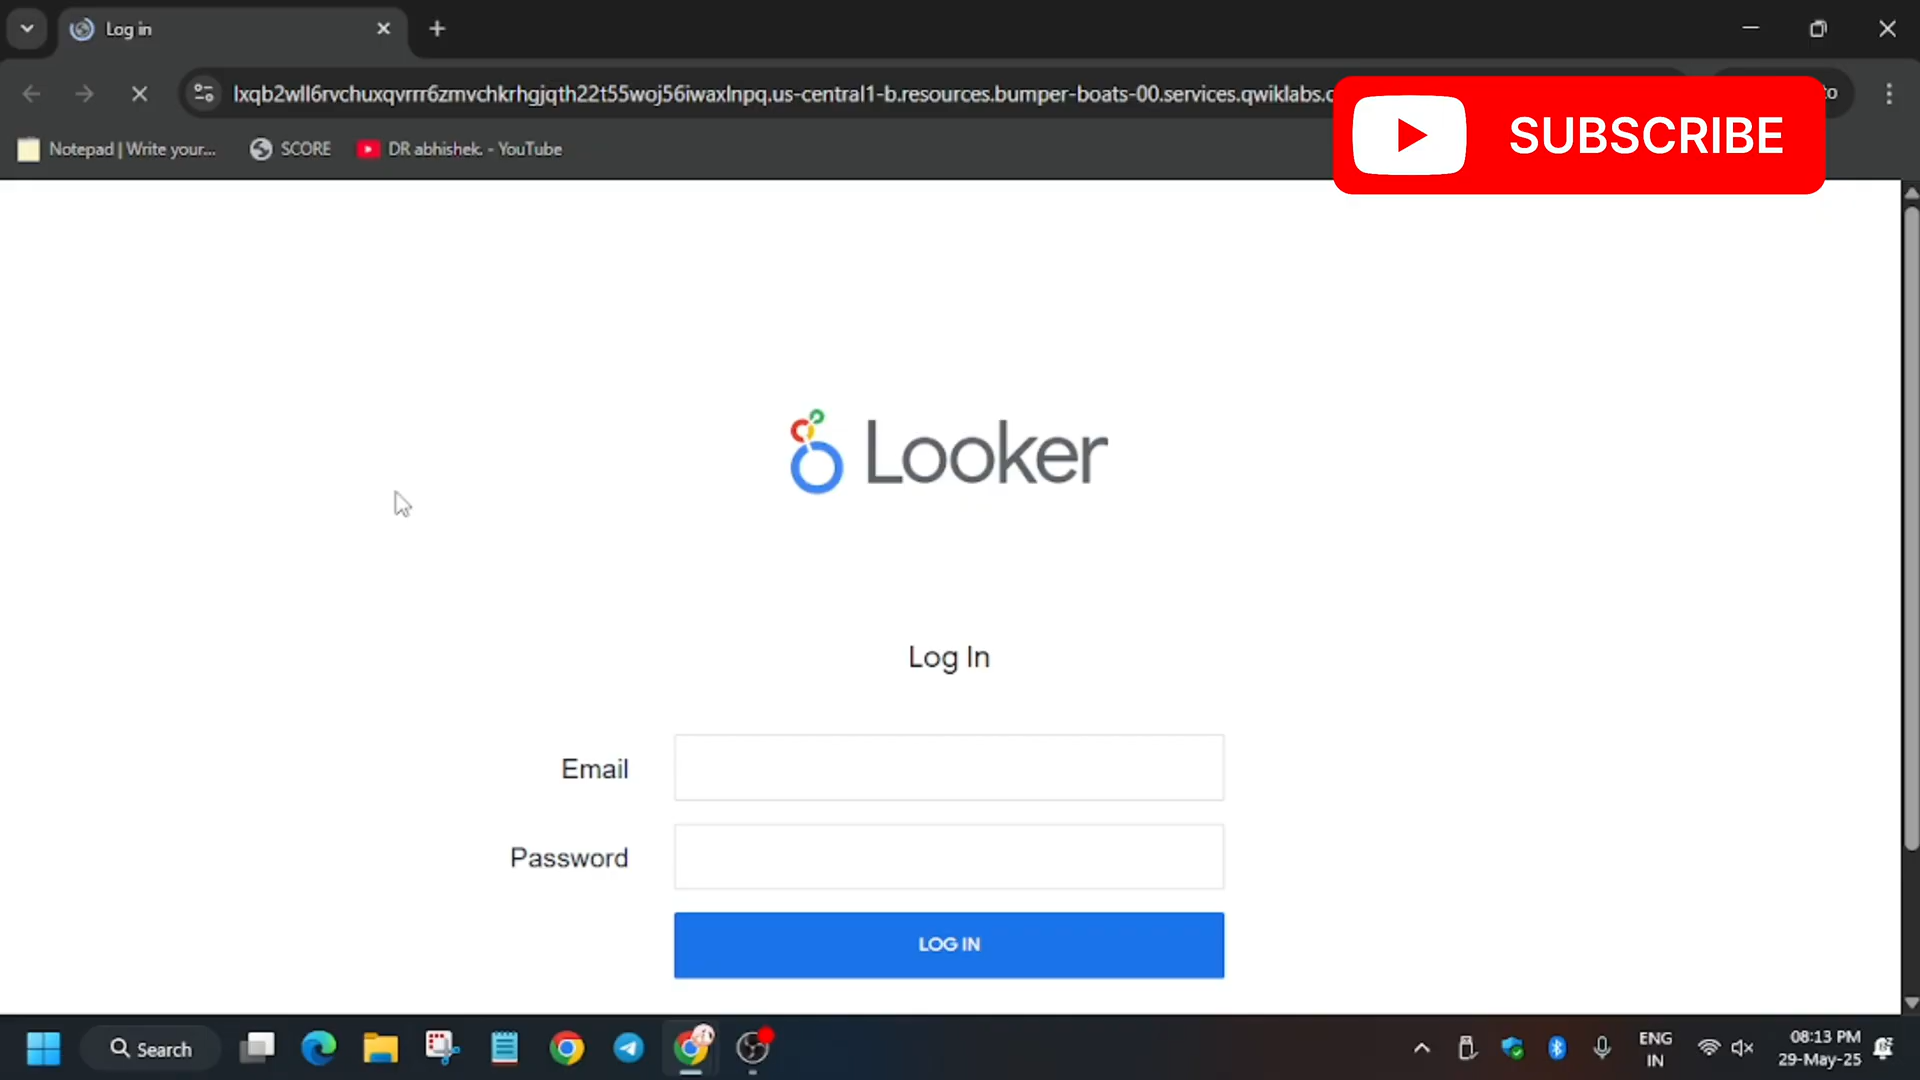 Log in
lxqb2wll6rvchuxqvrrr6zmvchkrhgjqth22t55woj56iwaxlnpq.us-central1-b.resources.bumper-boats-00.services.qwiklabs.c
SUBSCRIBE
Notepad | Write your...
SCORE
DR abhishek. - YouTube
Looker
Log In
Email
Password
LOG IN
Search
ENG
IN
08:13 PM
29-May-25